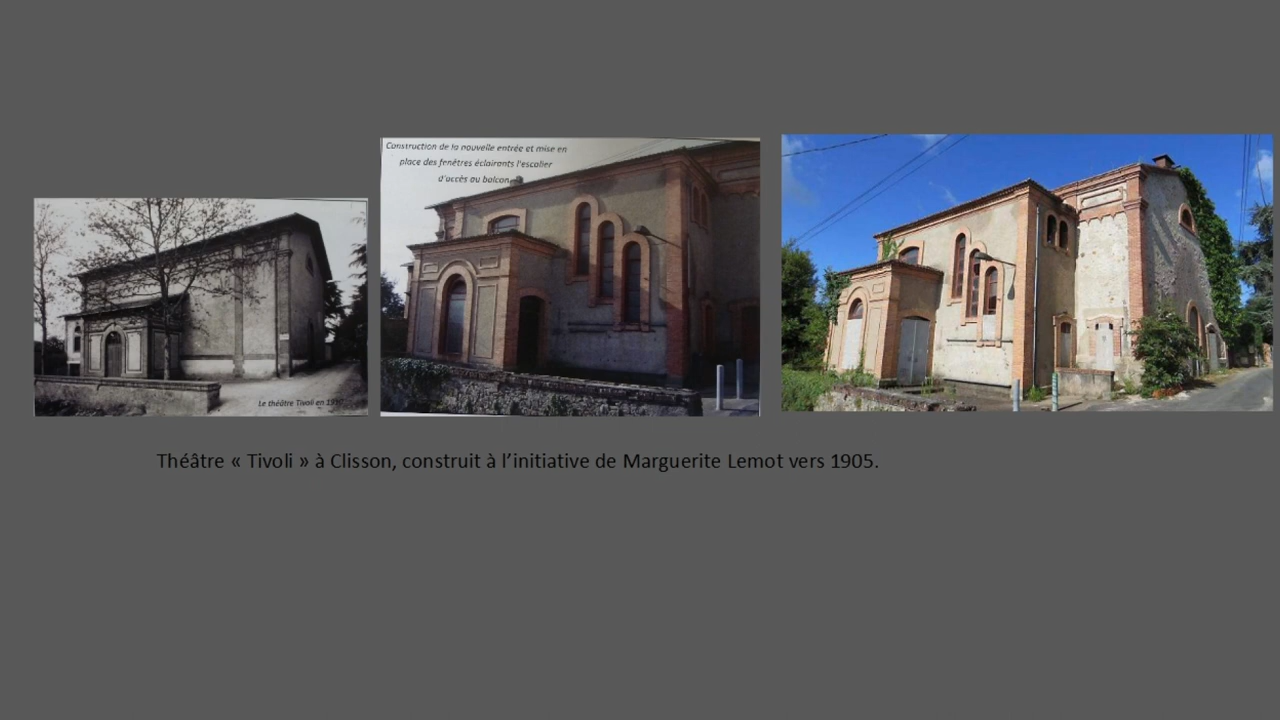 Construction de la nouvelle entrée et mise en
place des fenêtres éclairants l'escalier
d'accès au balcon
Le théâtre Tivoli en
Théâtre « Tivoli » à Clisson, construit à l’initiative de Marguerite Lemot vers 1905.